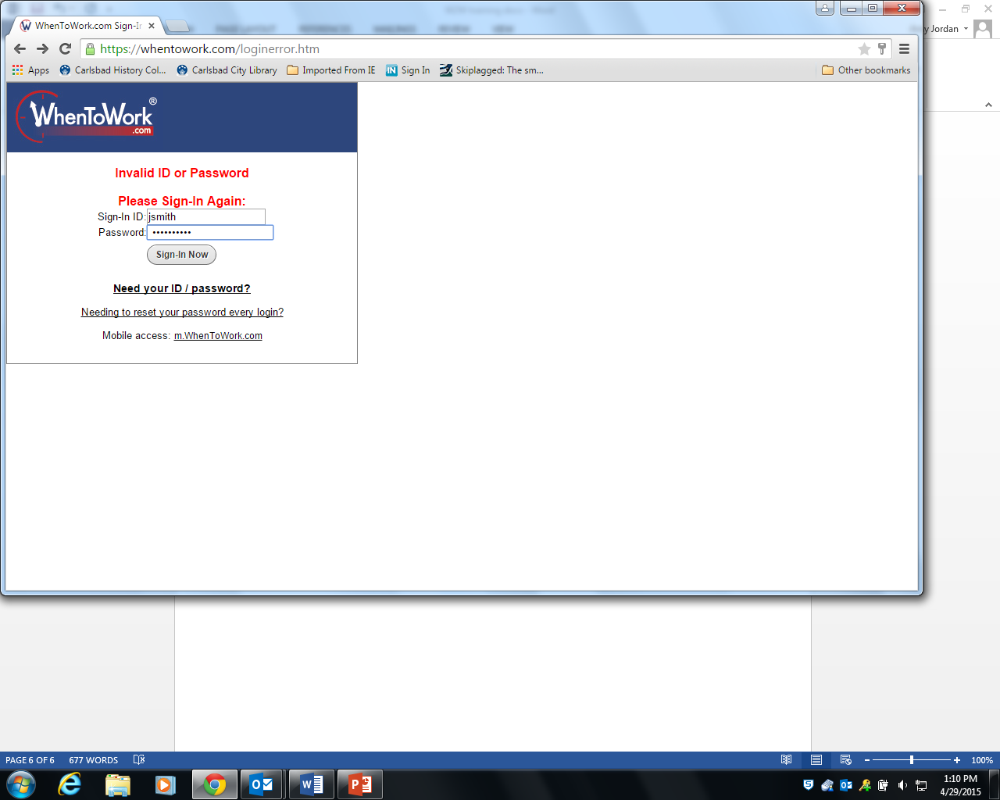 Jordan
WhenToWork.com Sign-In
https://whentowork.com/loginerror.htm
Apps Carlsbad History Col... Carlsbad City Library Imported From IE IN Sign In Skiplagged: The sm... Other bookmarks
WhenToWork®
.com
Invalid ID or Password
Please Sign-In Again:
Sign-In ID: jsmith
Password: ••••••••••
Sign-In Now
Need your ID / password?
Needing to reset your password every login?
Mobile access: m.WhenToWork.com
PAGE 6 OF 6 677 WORDS 100%
1:10 PM
4/29/2015